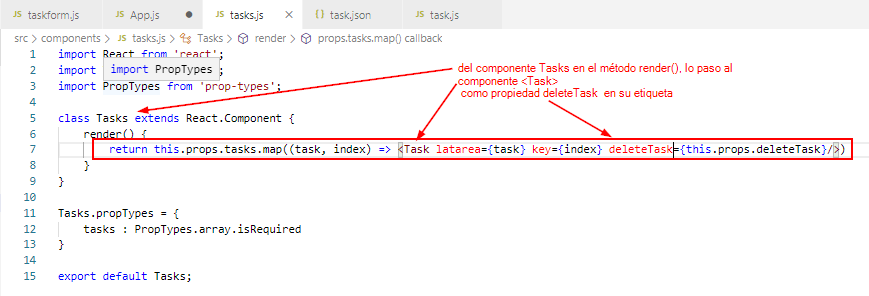 JS taskform.js JS App.js ● JS tasks.js × {} task.json JS task.js
src > components > JS tasks.js > Tasks > render > props.tasks.map() callback
1 import React from 'react';
2 import ;
import PropTypes
3 import PropTypes from 'prop-types';
del componente Tasks en el método render(), lo paso al
componente <Task>
como propiedad deleteTask en su etiqueta
4
5 class Tasks extends React.Component {
6 render() {
7 return this.props.tasks.map((task, index) => <Task latarea={task} key={index} deleteTask={this.props.deleteTask}/>)
8 }
9 }
10
11 Tasks.propTypes = {
12 tasks : PropTypes.array.isRequired
13 }
14
15 export default Tasks;